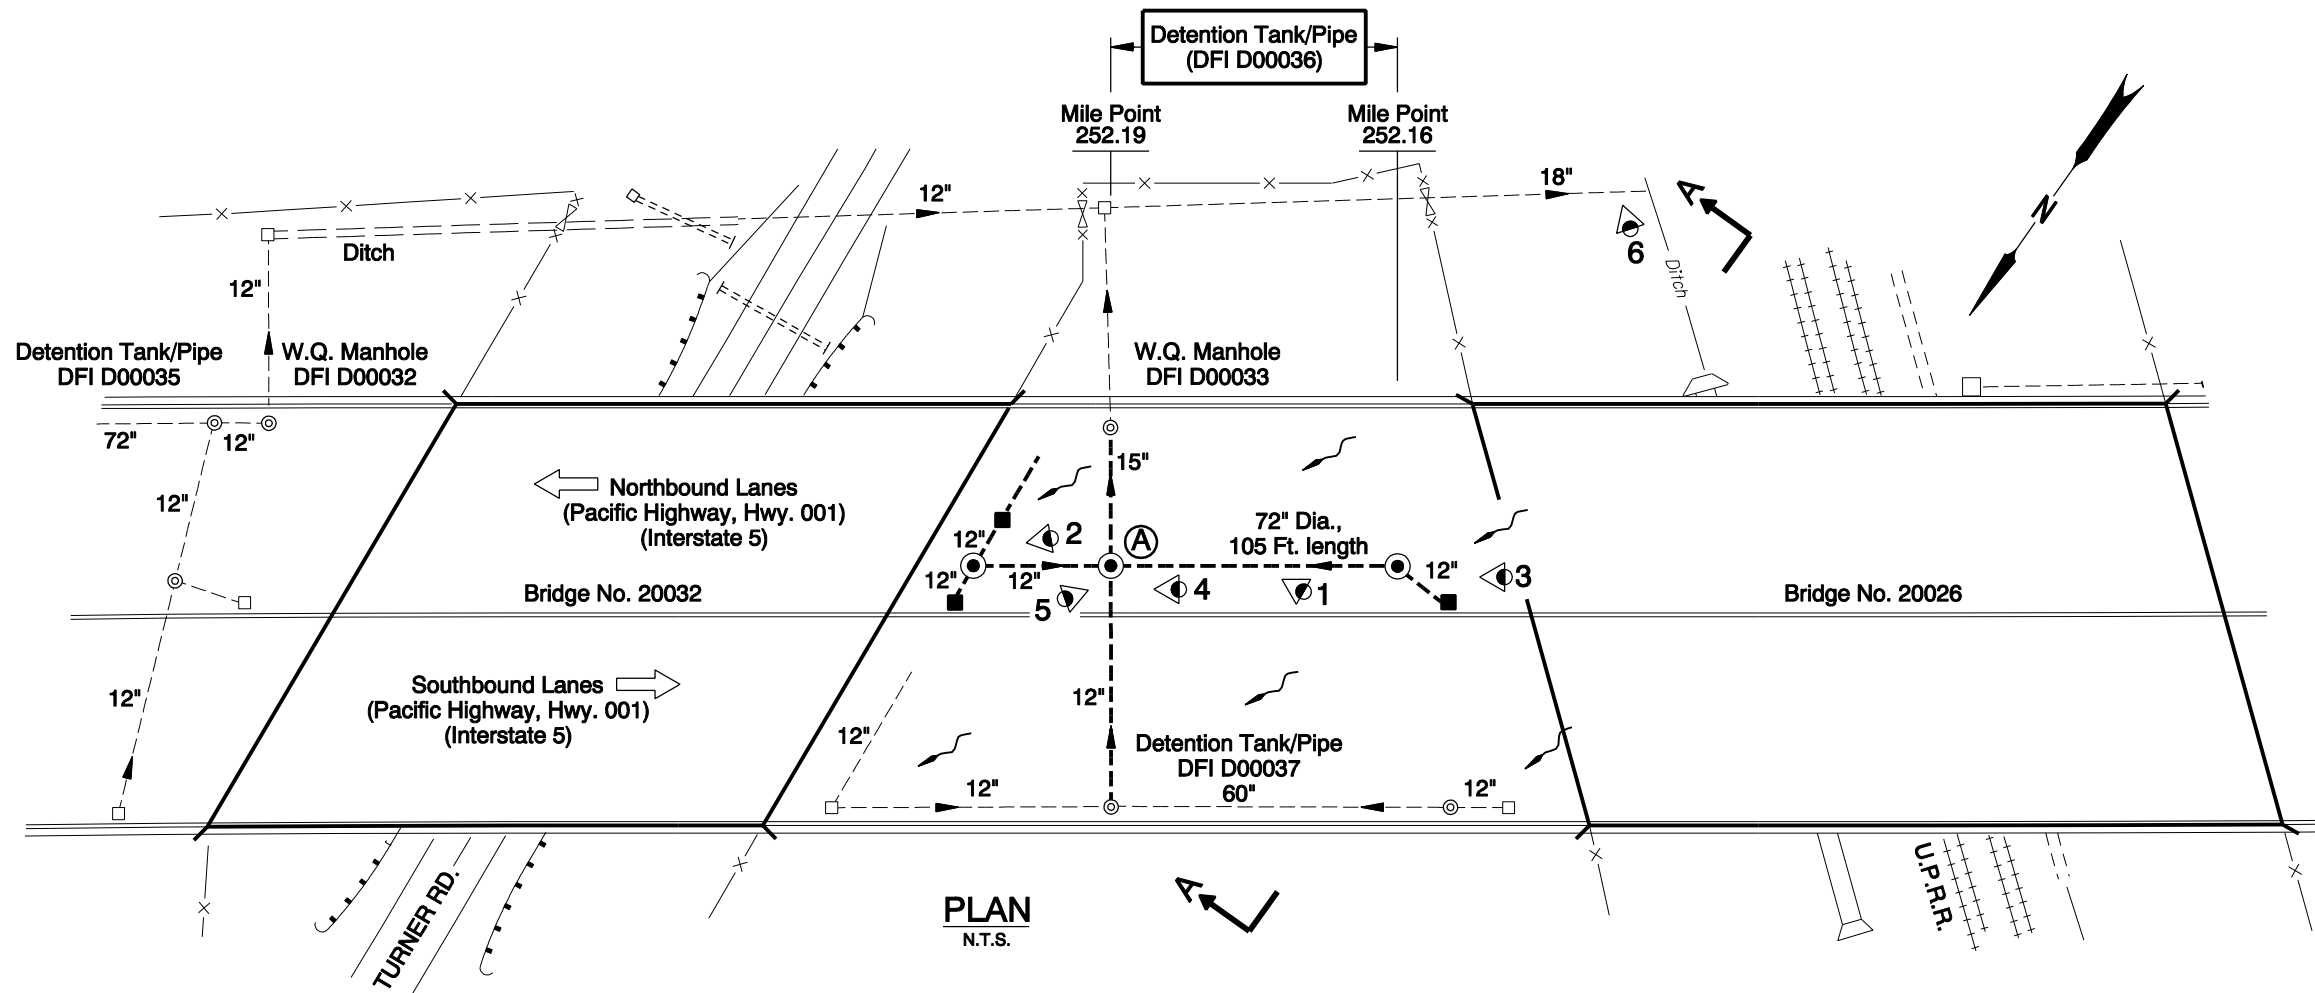 Detention Tank/Pipe
(DFI D00036)
Mile Point
252.19
Mile Point
252.16
12"
18"
A
N
6
Ditch
Ditch
12"
Detention Tank/Pipe
DFI D00035
W.Q. Manhole
DFI D00032
W.Q. Manhole
DFI D00033
72"
12"
15"
12"
Northbound Lanes
(Pacific Highway, Hwy. 001)
(Interstate 5)
12"
2
A
72" Dia.,
105 Ft. length
12"
12"
12"
3
4
1
5
Bridge No. 20032
Bridge No. 20026
12"
Southbound Lanes
(Pacific Highway, Hwy. 001)
(Interstate 5)
12"
12"
Detention Tank/Pipe
DFI D00037
60"
12"
12"
TURNER RD.
U.P.R.R.
A
PLAN
N.T.S.